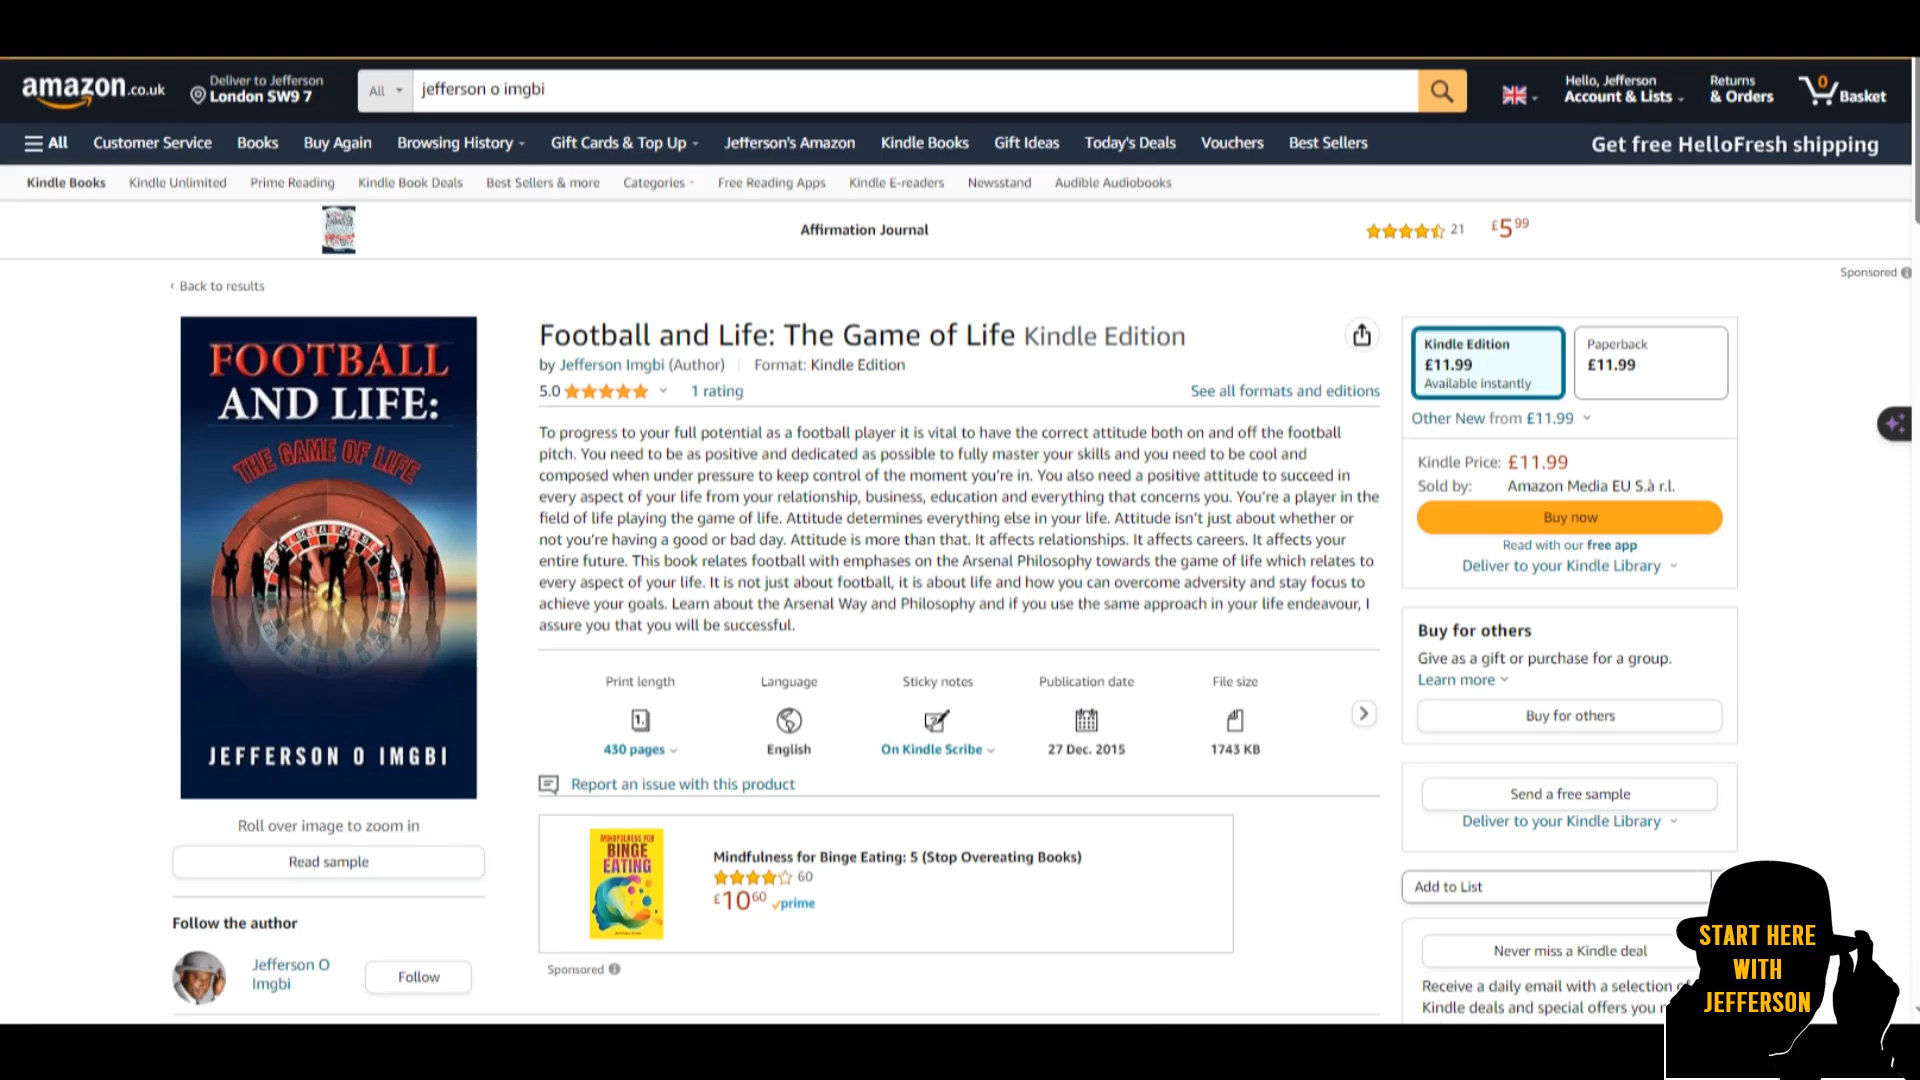 amazon.co.uk
Deliver to Jefferson
London SW9 7
All
jefferson o imgbi
Hello, Jefferson
Account & Lists
Returns
& Orders
0
Basket
All
Customer Service
Books
Buy Again
Browsing History
Gift Cards & Top Up
Jefferson's Amazon
Kindle Books
Gift Ideas
Today's Deals
Vouchers
Best Sellers
Get free HelloFresh shipping
Kindle Books
Kindle Unlimited
Prime Reading
Kindle Book Deals
Best Sellers & more
Categories
Free Reading Apps
Kindle E-readers
Newsstand
Audible Audiobooks
Affirmation Journal
21
£5 99
Sponsored
‹ Back to results
FOOTBALL
AND LIFE:
THE GAME OF LIFE
JEFFERSON O IMGBI
Roll over image to zoom in
Read sample
Follow the author
Jefferson O
Imgbi
Follow
Football and Life: The Game of Life Kindle Edition
by Jefferson Imgbi (Author)
Format: Kindle Edition
5.0
1 rating
See all formats and editions
To progress to your full potential as a football player it is vital to have the correct attitude both on and off the football
pitch. You need to be as positive and dedicated as possible to fully master your skills and you need to be cool and
composed when under pressure to keep control of the moment you're in. You also need a positive attitude to succeed in
every aspect of your life from your relationship, business, education and everything that concerns you. You're a player in the
field of life playing the game of life. Attitude determines everything else in your life. Attitude isn't just about whether or
not you're having a good or bad day. Attitude is more than that. It affects relationships. It affects careers. It affects your
entire future. This book relates football with emphases on the Arsenal Philosophy towards the game of life which relates to
every aspect of your life. It is not just about football, it is about life and how you can overcome adversity and stay focus to
achieve your goals. Learn about the Arsenal Way and Philosophy and if you use the same approach in your life endeavour, I
assure you that you will be successful.
Print length
430 pages
Language
English
Sticky notes
On Kindle Scribe
Publication date
27 Dec. 2015
File size
1743 KB
Report an issue with this product
MINDFULNESS FOR
BINGE
EATING
Mindfulness for Binge Eating: 5 (Stop Overeating Books)
60
£10 60 prime
Sponsored
Kindle Edition
£11.99
Available instantly
Paperback
£11.99
Other New from £11.99
Kindle Price: £11.99
Sold by: Amazon Media EU S.à r.l.
Buy now
Read with our free app
Deliver to your Kindle Library
Buy for others
Give as a gift or purchase for a group.
Learn more
Buy for others
Send a free sample
Deliver to your Kindle Library
Add to List
Never miss a Kindle deal
Receive a daily email with a selection
Kindle deals and special offers you
START HERE
WITH
JEFFERSON